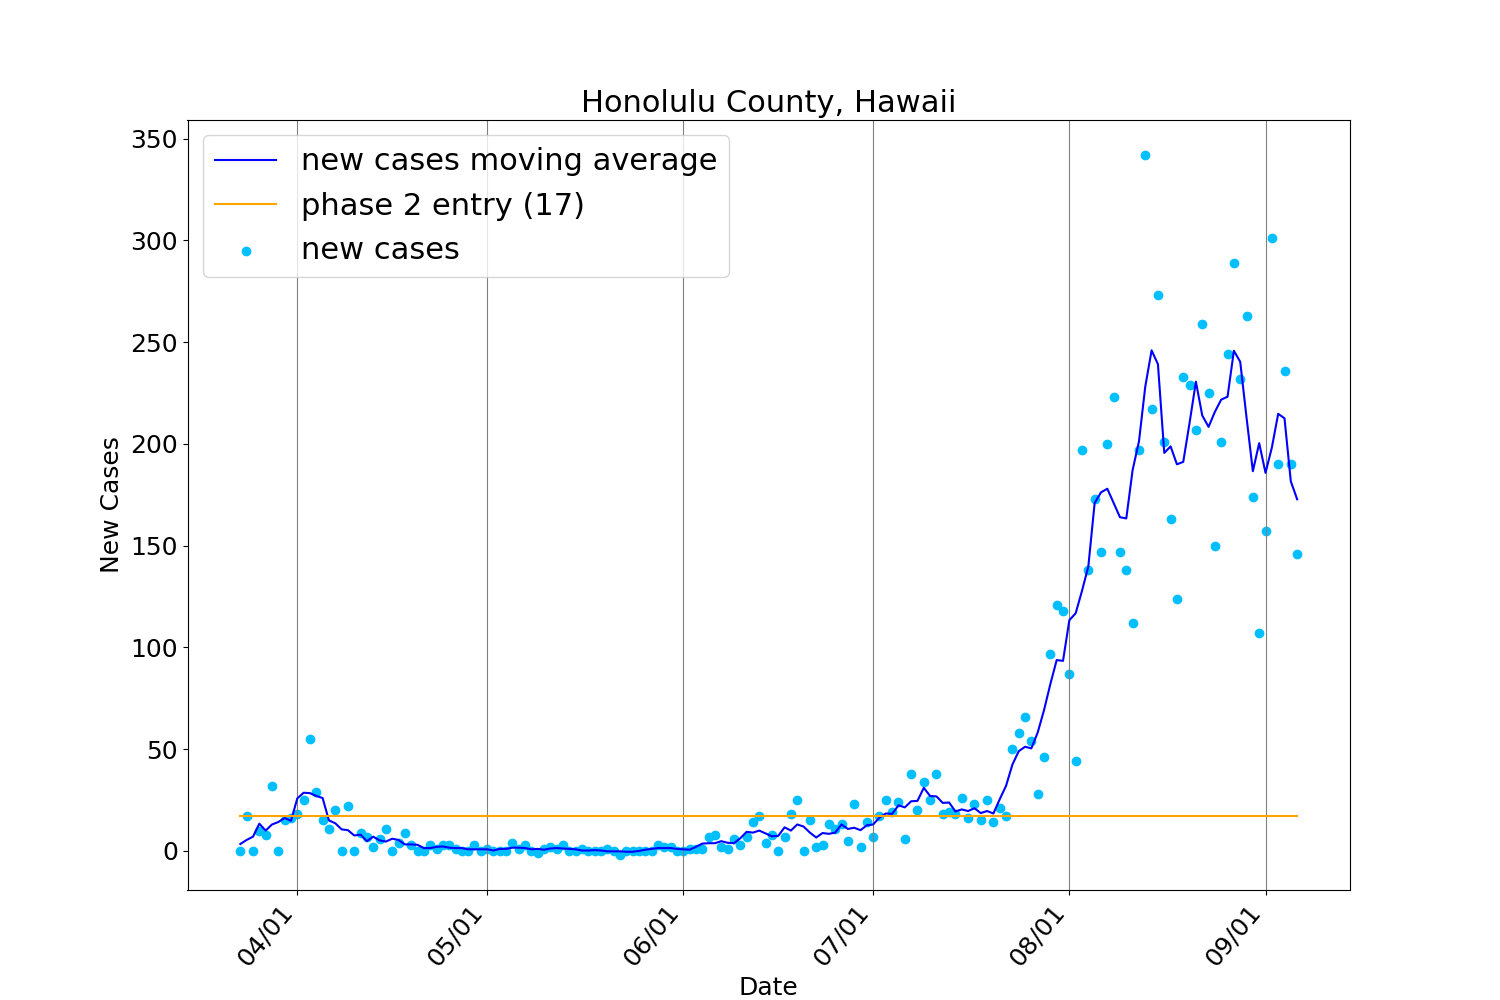 Honolulu County, Hawaii
new cases moving average
phase 2 entry (17)
new cases
350
300
250
200
150
100
50
0
New Cases
04/01
05/01
06/01
07/01
08/01
09/01
Date